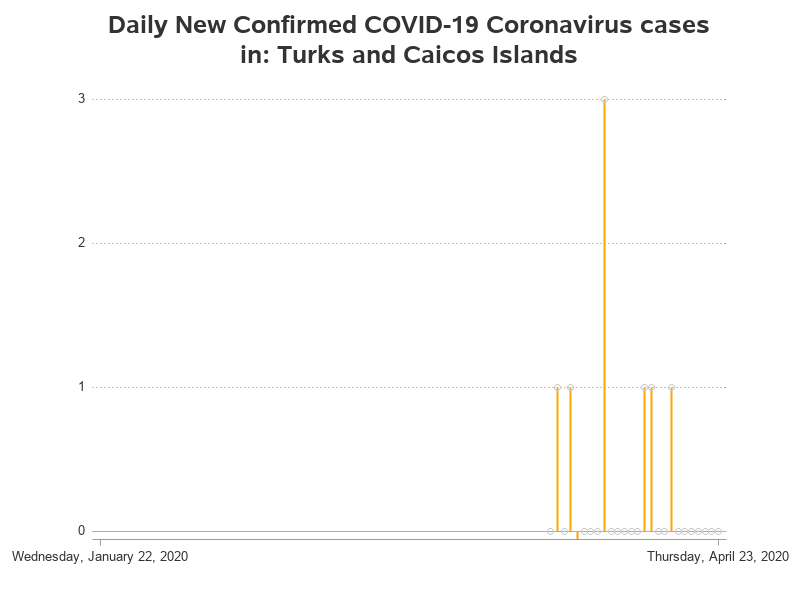 Daily New Confirmed COVID-19 Coronavirus cases
in: Turks and Caicos Islands
3
2
1
0
Wednesday, January 22, 2020
Thursday, April 23, 2020